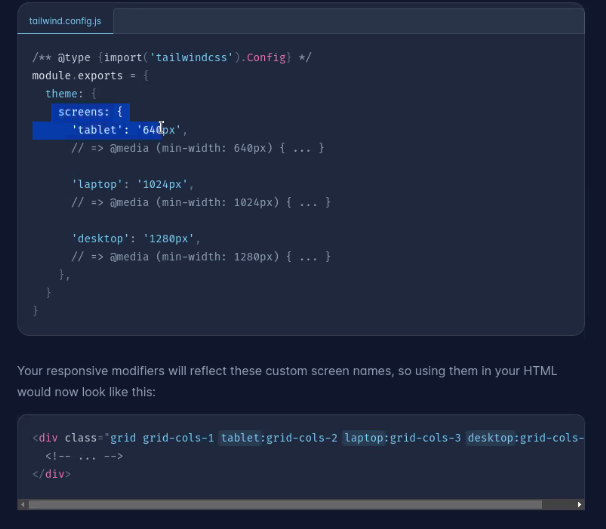 tailwind.config.js
/** @type {import('tailwindcss').Config} */
module.exports = {
theme: {
screens: {
'tablet': '640px',
// => @media (min-width: 640px) { ... }
'laptop': '1024px',
// => @media (min-width: 1024px) { ... }
'desktop': '1280px',
// => @media (min-width: 1280px) { ... }
},
}
}
Your responsive modifiers will reflect these custom screen names, so using them in your HTML
would now look like this:
<div class="grid grid-cols-1 tablet:grid-cols-2 laptop:grid-cols-3 desktop:grid-cols-
<!-- ... -->
</div>